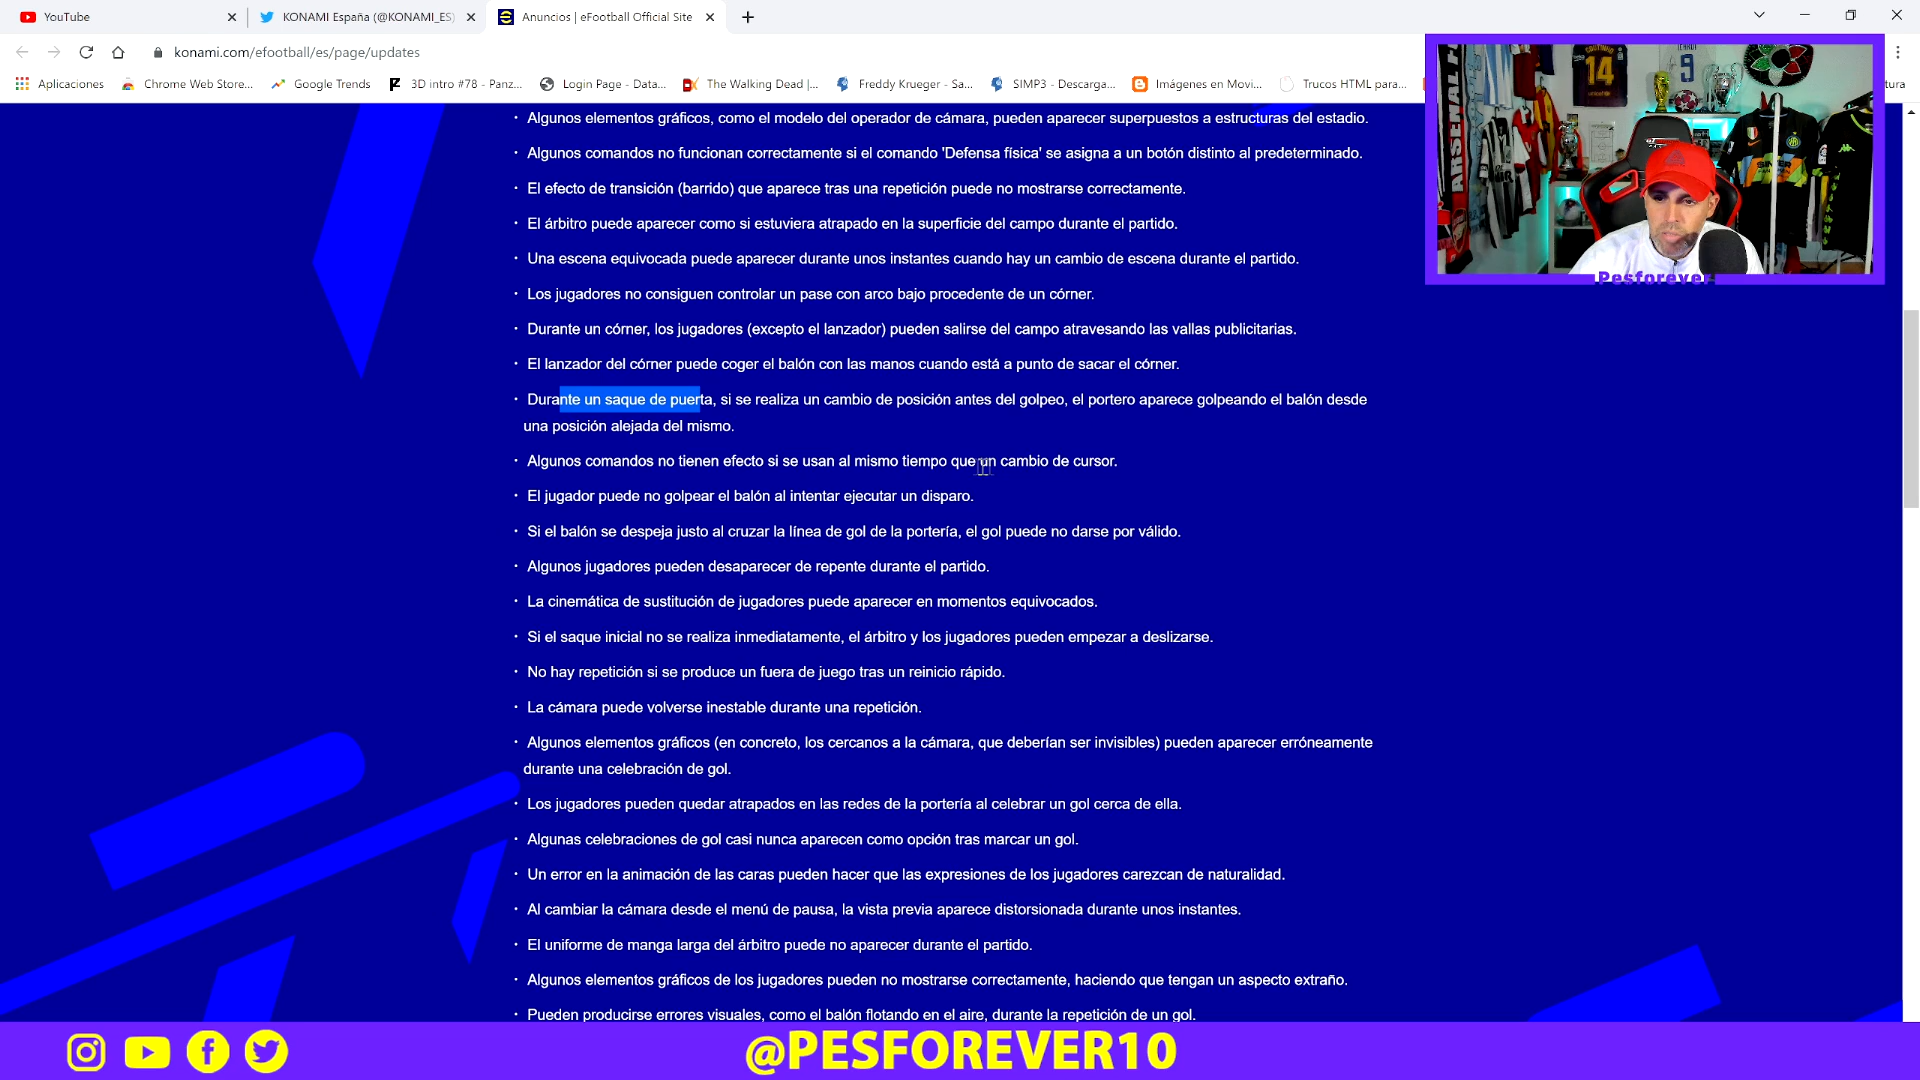 YouTube
KONAMI España (@KONAMI_ES)
Anuncios | eFootball Official Site
konami.com/efootball/es/page/updates
Aplicaciones
Chrome Web Store...
Google Trends
3D intro #78 - Panz...
Login Page - Data...
The Walking Dead |...
Freddy Krueger - Sa...
SIMP3 - Descarga...
Imágenes en Movi...
Trucos HTML para...
tura
ARSENAL
14
9
Pesforever
· Algunos elementos gráficos, como el modelo del operador de cámara, pueden aparecer superpuestos a estructuras del estadio.
· Algunos comandos no funcionan correctamente si el comando 'Defensa física' se asigna a un botón distinto al predeterminado.
· El efecto de transición (barrido) que aparece tras una repetición puede no mostrarse correctamente.
· El árbitro puede aparecer como si estuviera atrapado en la superficie del campo durante el partido.
· Una escena equivocada puede aparecer durante unos instantes cuando hay un cambio de escena durante el partido.
· Los jugadores no consiguen controlar un pase con arco bajo procedente de un córner.
· Durante un córner, los jugadores (excepto el lanzador) pueden salirse del campo atravesando las vallas publicitarias.
· El lanzador del córner puede coger el balón con las manos cuando está a punto de sacar el córner.
· Durante un saque de puerta, si se realiza un cambio de posición antes del golpeo, el portero aparece golpeando el balón desde
una posición alejada del mismo.
· Algunos comandos no tienen efecto si se usan al mismo tiempo que un cambio de cursor.
· El jugador puede no golpear el balón al intentar ejecutar un disparo.
· Si el balón se despeja justo al cruzar la línea de gol de la portería, el gol puede no darse por válido.
· Algunos jugadores pueden desaparecer de repente durante el partido.
· La cinemática de sustitución de jugadores puede aparecer en momentos equivocados.
· Si el saque inicial no se realiza inmediatamente, el árbitro y los jugadores pueden empezar a deslizarse.
· No hay repetición si se produce un fuera de juego tras un reinicio rápido.
· La cámara puede volverse inestable durante una repetición.
· Algunos elementos gráficos (en concreto, los cercanos a la cámara, que deberían ser invisibles) pueden aparecer erróneamente
durante una celebración de gol.
· Los jugadores pueden quedar atrapados en las redes de la portería al celebrar un gol cerca de ella.
· Algunas celebraciones de gol casi nunca aparecen como opción tras marcar un gol.
· Un error en la animación de las caras pueden hacer que las expresiones de los jugadores carezcan de naturalidad.
· Al cambiar la cámara desde el menú de pausa, la vista previa aparece distorsionada durante unos instantes.
· El uniforme de manga larga del árbitro puede no aparecer durante el partido.
· Algunos elementos gráficos de los jugadores pueden no mostrarse correctamente, haciendo que tengan un aspecto extraño.
· Pueden producirse errores visuales, como el balón flotando en el aire, durante la repetición de un gol.
@PESFOREVER10